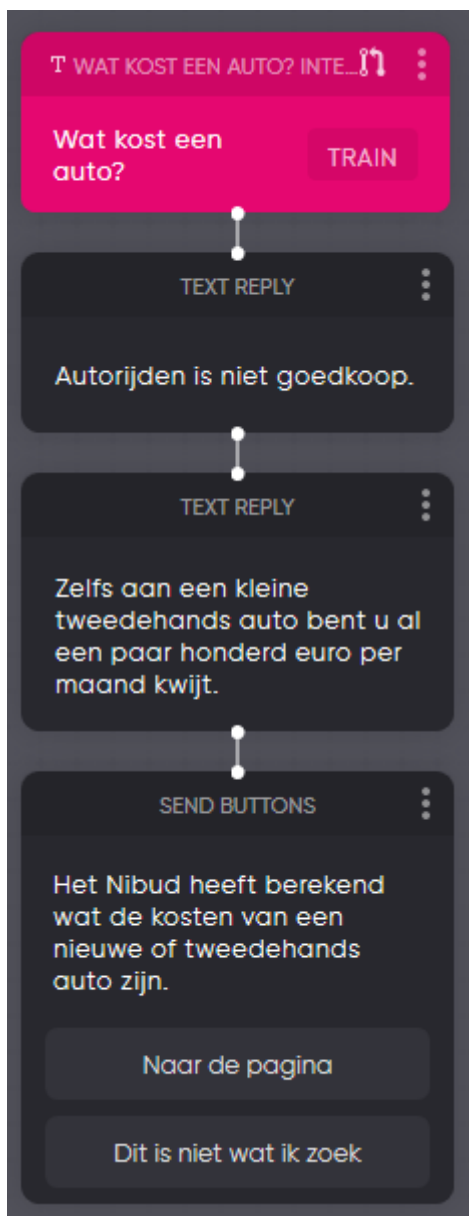 T WAT KOST EEN AUTO? INTE...
Wat kost een
auto?
TRAIN
TEXT REPLY
Autorijden is niet goedkoop.
TEXT REPLY
Zelfs aan een kleine
tweedehands auto bent u al
een paar honderd euro per
maand kwijt.
SEND BUTTONS
Het Nibud heeft berekend
wat de kosten van een
nieuwe of tweedehands
auto zijn.
Naar de pagina
Dit is niet wat ik zoek